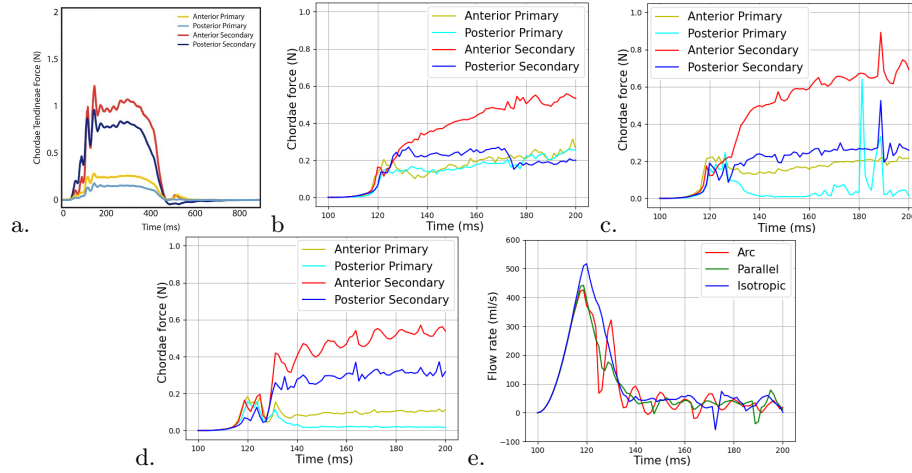 2
1.5
1
0.5
0
0
200
400
600
800
Chordae Tendineae Force (N)
Time (ms)
Anterior Primary
Posterior Primary
Anterior Secondary
Posterior Secondary
a.
1.0
0.8
0.6
0.4
0.2
0.0
100
120
140
160
180
200
Chordae force (N)
Time (ms)
Anterior Primary
Posterior Primary
Anterior Secondary
Posterior Secondary
b.
1.0
0.8
0.6
0.4
0.2
0.0
100
120
140
160
180
200
Chordae force (N)
Time (ms)
Anterior Primary
Posterior Primary
Anterior Secondary
Posterior Secondary
c.
1.0
0.8
0.6
0.4
0.2
0.0
100
120
140
160
180
200
Chordae force (N)
Time (ms)
Anterior Primary
Posterior Primary
Anterior Secondary
Posterior Secondary
d.
600
500
400
300
200
100
0
−100
100
120
140
160
180
200
Flow rate (ml/s)
Time (ms)
Arc
Parallel
Isotropic
e.